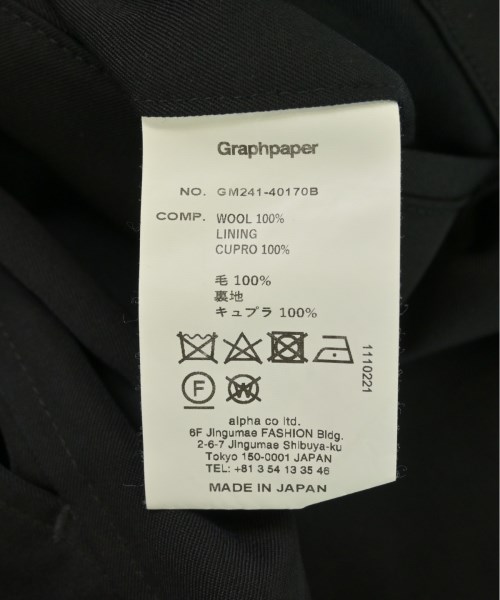 Graphpaper
NO. GM241-40170B
COMP. WOOL 100%
LINING
CUPRO 100%
毛 100%
裏地
キュプラ 100%
F W
1110221
alpha co ltd.
6F Jingumae FASHION Bldg.
2-6-7 Jingumae Shibuya-ku
Tokyo 150-0001 JAPAN
TEL: +81 3 54 13 35 46
MADE IN JAPAN